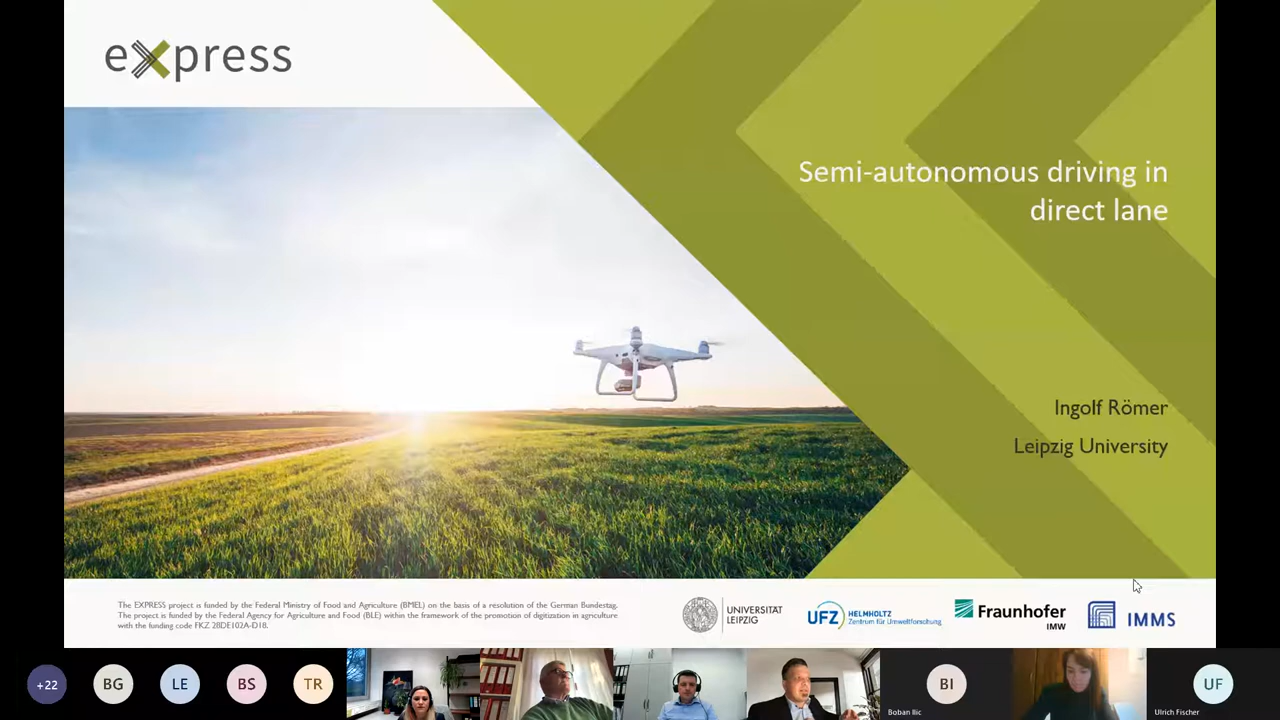 express
Semi-autonomous driving in
direct lane
Ingolf Römer
Leipzig University
The EXPRESS project is funded by the Federal Ministry of Food and Agriculture (BMEL) on the basis of a resolution of the German Bundestag.
The project is funded by the Federal Agency for Agriculture and Food (BLE) within the framework of the promotion of digitization in agriculture
with the funding code FKZ 28DE102A-D18.
UNIVERSITÄT
LEIPZIG
UFZ
HELMHOLTZ
Zentrum für Umweltforschung
Fraunhofer
IMW
IMMS
+22
BG
LE
BS
TR
BI
UF
Boban Ilic
Ulrich Fischer